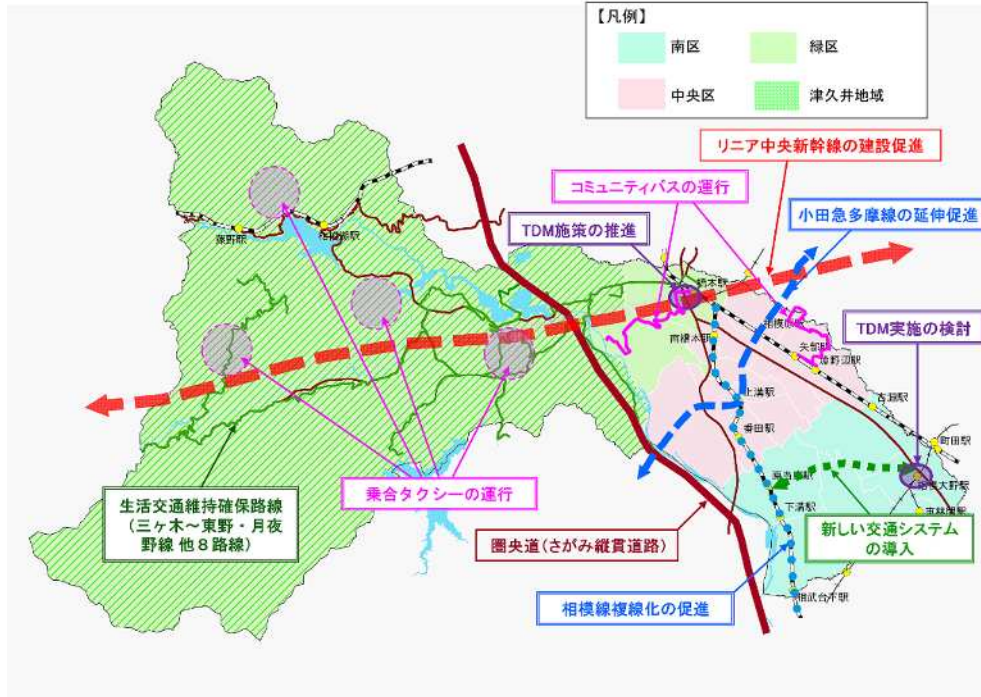 【凡例】
南区
緑区
中央区
津久井地域
リニア中央新幹線の建設促進
コミュニティバスの運行
小田急多摩線の延伸促進
TDM施策の推進
TDM実施の検討
藤野駅
相模湖駅
橋本駅
南橋本駅
矢部駅
淵野辺駅
上溝駅
古淵駅
番田駅
町田駅
原当麻駅
相模大野駅
下溝駅
東林間駅
相武台下駅
生活交通維持確保路線
(三ヶ木～東野・月夜
野線 他8路線)
乗合タクシーの運行
圏央道(さがみ縦貫道路)
新しい交通システム
の導入
相模線複線化の促進